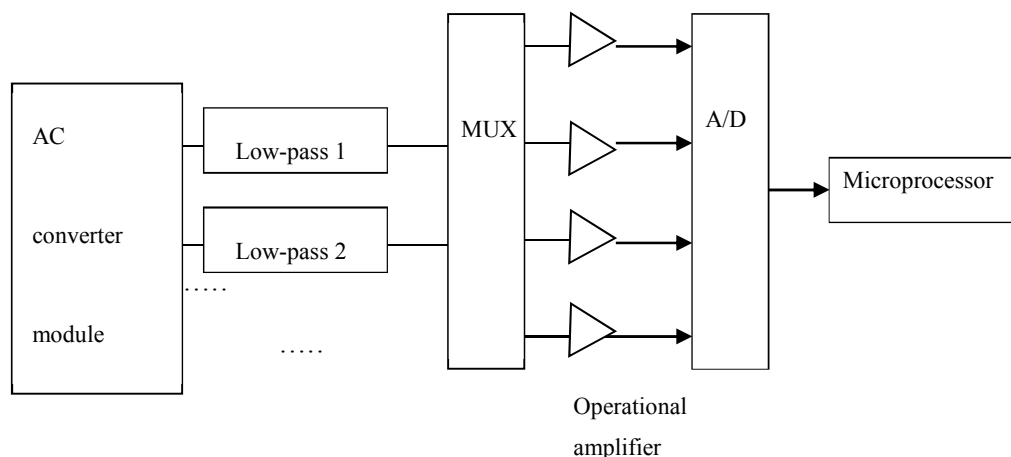 AC
converter
module
Low-pass 1
Low-pass 2
.....
.....
MUX
A/D
Microprocessor
Operational
amplifier